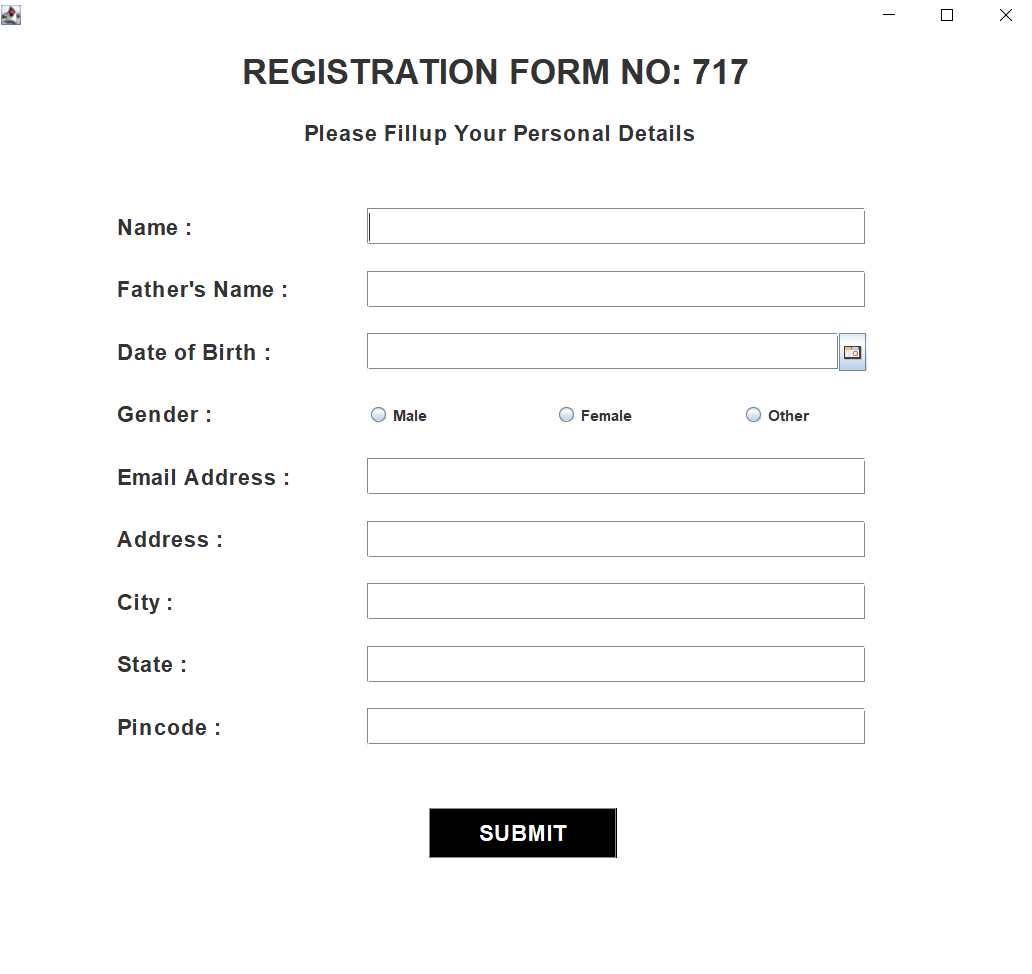 REGISTRATION FORM NO: 717
Please Fillup Your Personal Details
Name :
Father's Name :
Date of Birth :
Gender : Male Female Other
Email Address :
Address :
City :
State :
Pincode :
SUBMIT